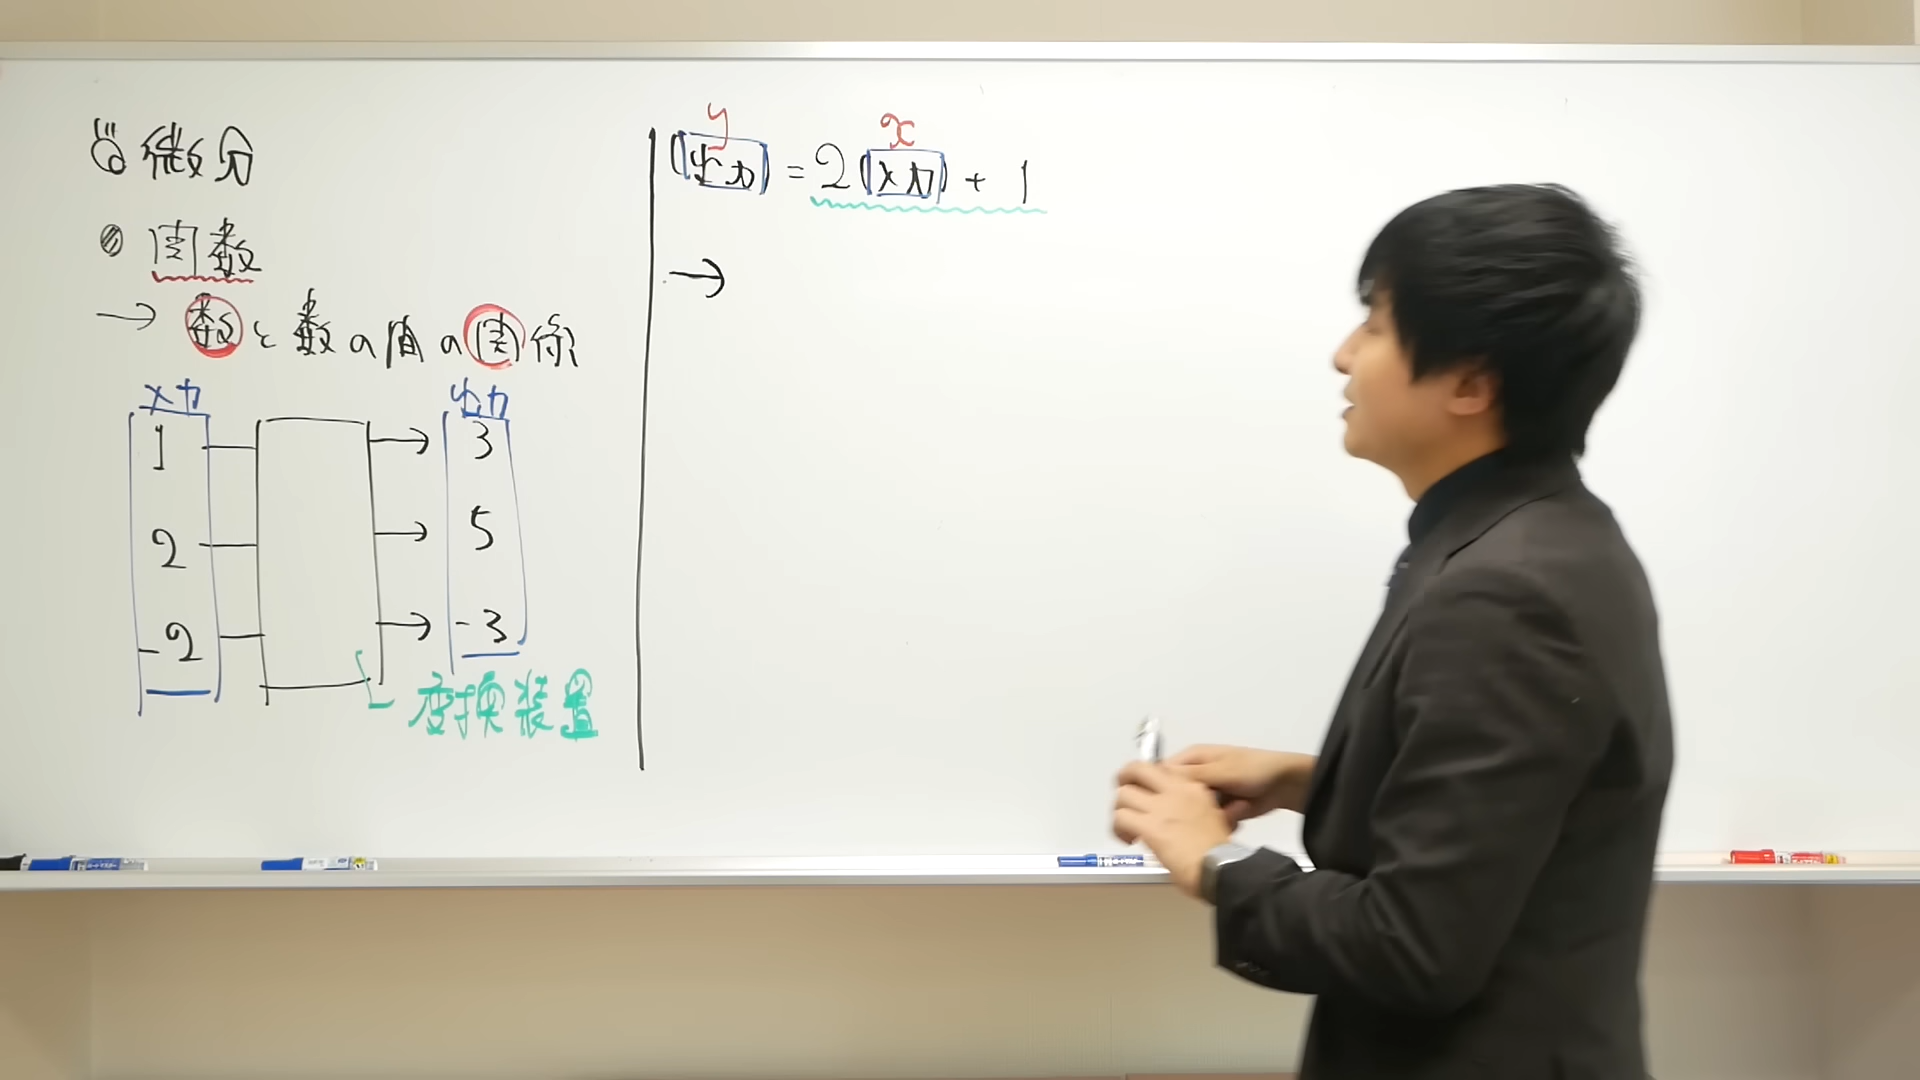 微分
関数
→ 数と数の間の関係
入力 出力
1 → 3
2 → 5
-2 → -3
変換装置
y x
(出力) = 2(入力) + 1
→